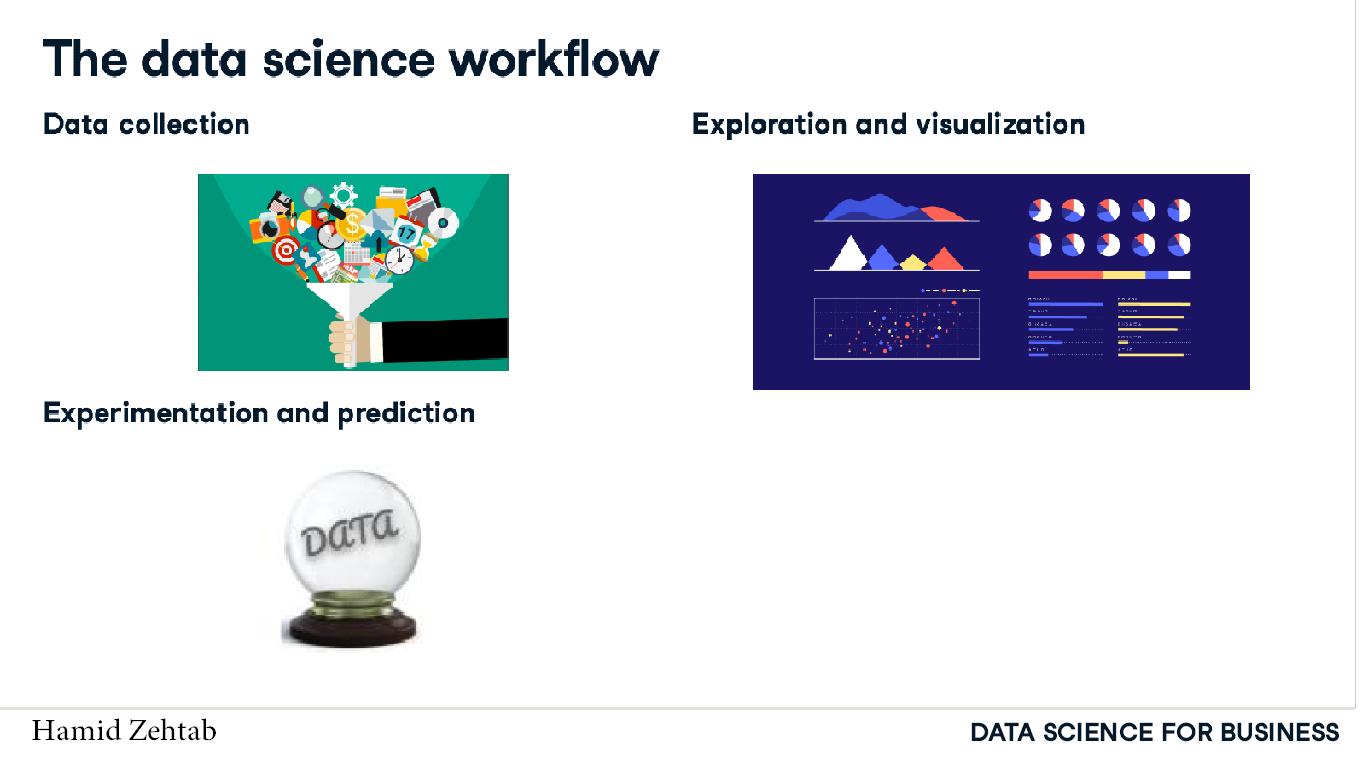 The data science workflow
Data collection
Exploration and visualization
$
17
Experimentation and prediction
DATA
Hamid Zehtab
DATA SCIENCE FOR BUSINESS